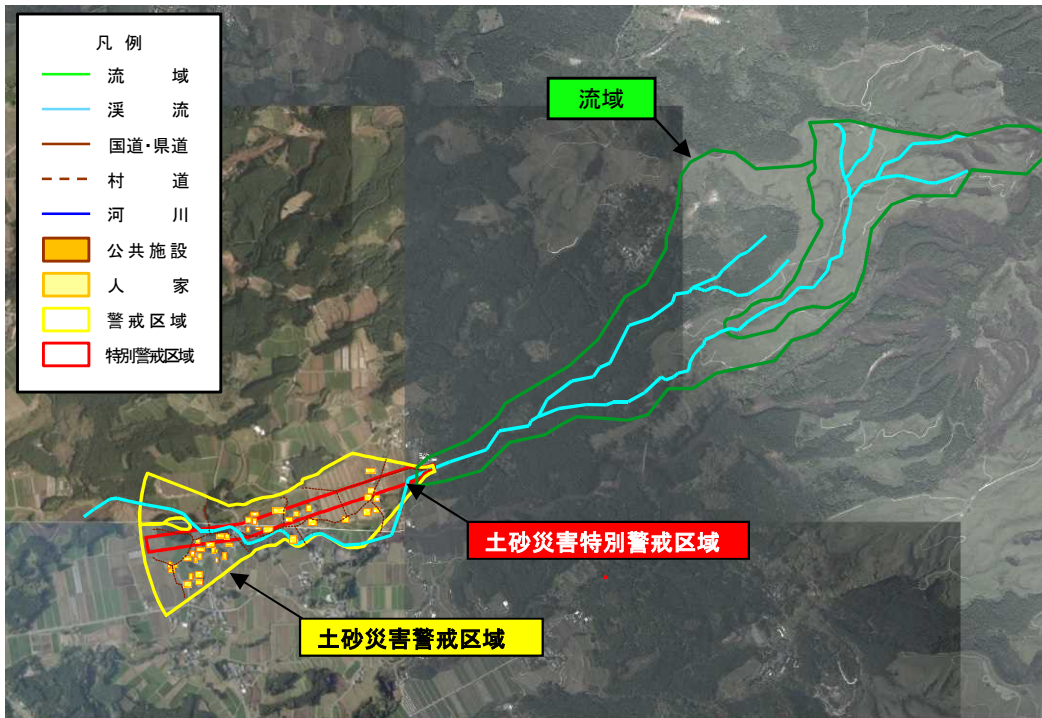 凡例
流域
渓流
国道・県道
村道
河川
公共施設
人家
警戒区域
特別警戒区域
流域
土砂災害特別警戒区域
土砂災害警戒区域